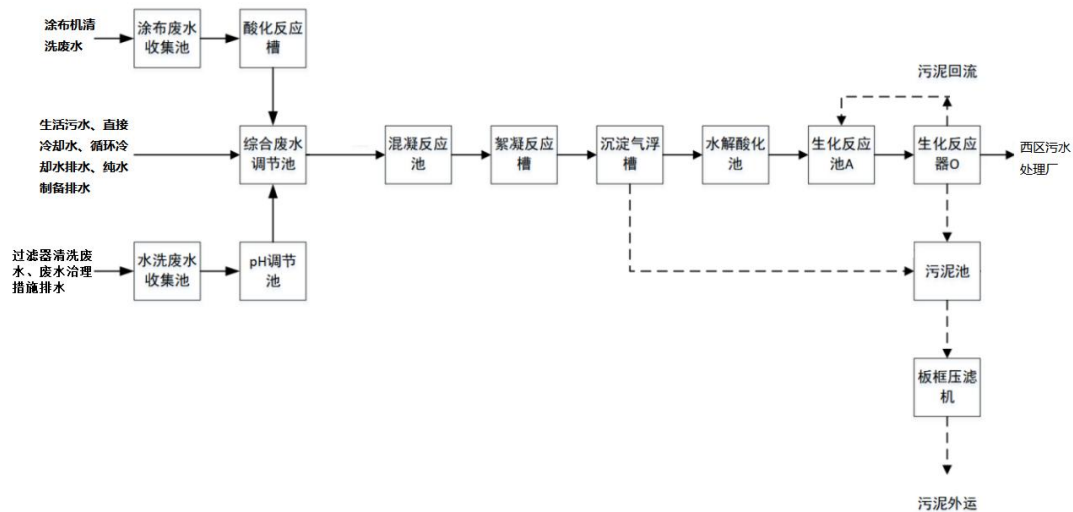 涂布机清
洗废水
涂布废水
收集池
酸化反应
槽
污泥回流
生活污水、直接
冷却水、循环冷
却水排水、纯水
制备排水
综合废水
调节池
混凝反应
池
絮凝反应
槽
沉淀气浮
槽
水解酸化
池
生化反应
池A
生化反应
器O
西区污水
处理厂
过滤器清洗废
水、废水治理
措施排水
水洗废水
收集池
pH调节
池
污泥池
板框压滤
机
污泥外运